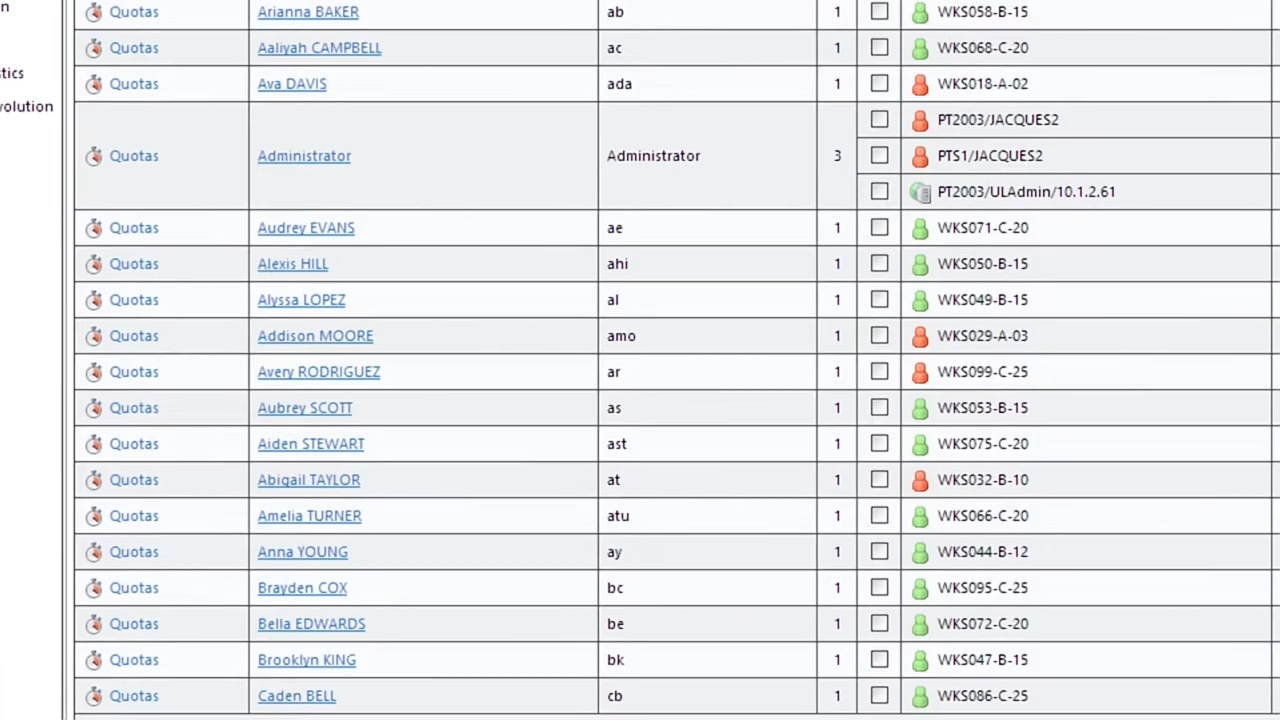 n
Quotas Arianna BAKER ab 1 WKS058-B-15
Quotas Aaliyah CAMPBELL ac 1 WKS068-C-20
stics
Quotas Ava DAVIS ada 1 WKS018-A-02
volution
PT2003/JACQUES2
Quotas Administrator Administrator 3 PTS1/JACQUES2
PT2003/ULAdmin/10.1.2.61
Quotas Audrey EVANS ae 1 WKS071-C-20
Quotas Alexis HILL ahi 1 WKS050-B-15
Quotas Alyssa LOPEZ al 1 WKS049-B-15
Quotas Addison MOORE amo 1 WKS029-A-03
Quotas Avery RODRIGUEZ ar 1 WKS099-C-25
Quotas Aubrey SCOTT as 1 WKS053-B-15
Quotas Aiden STEWART ast 1 WKS075-C-20
Quotas Abigail TAYLOR at 1 WKS032-B-10
Quotas Amelia TURNER atu 1 WKS066-C-20
Quotas Anna YOUNG ay 1 WKS044-B-12
Quotas Brayden COX bc 1 WKS095-C-25
Quotas Bella EDWARDS be 1 WKS072-C-20
Quotas Brooklyn KING bk 1 WKS047-B-15
Quotas Caden BELL cb 1 WKS086-C-25